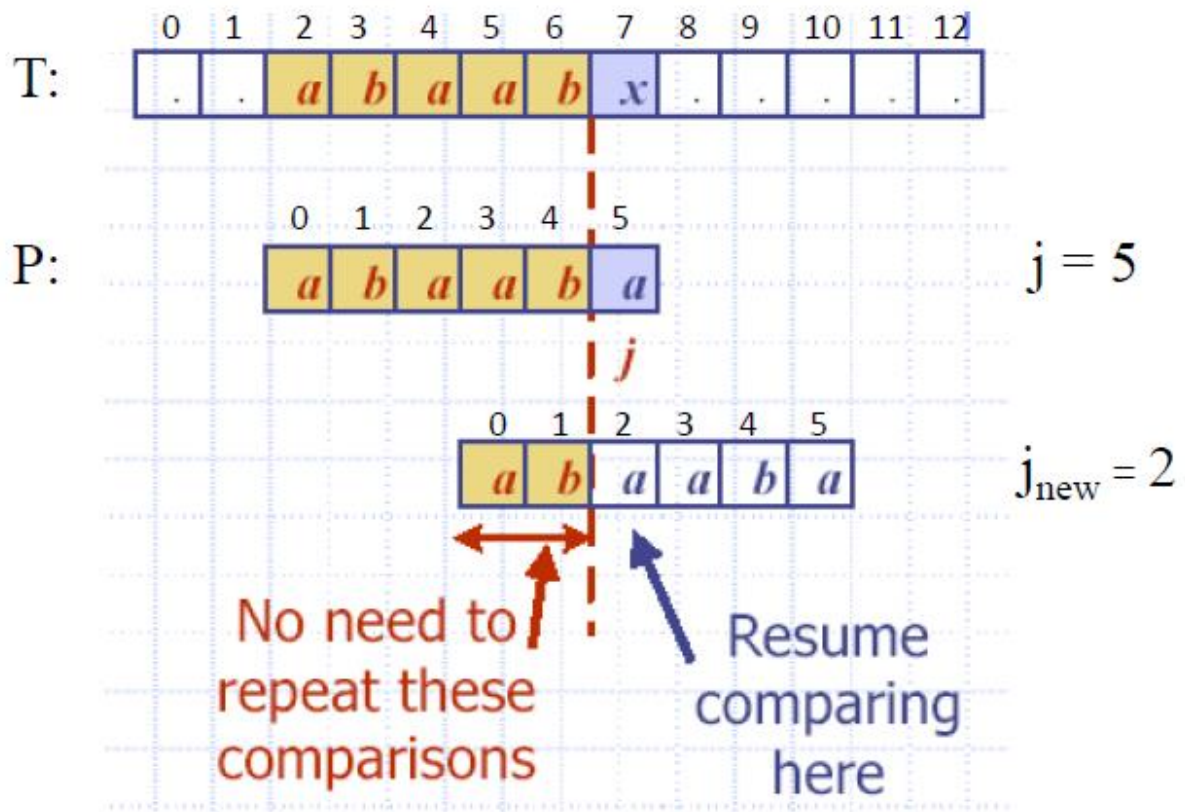 0 1 2 3 4 5 6 7 8 9 10 11 12
T: . . a b a a b x . . . . .
0 1 2 3 4 5
P: a b a a b a j = 5
j
0 1 2 3 4 5
a b a a b a jnew = 2
No need to
repeat these
comparisons
Resume
comparing
here